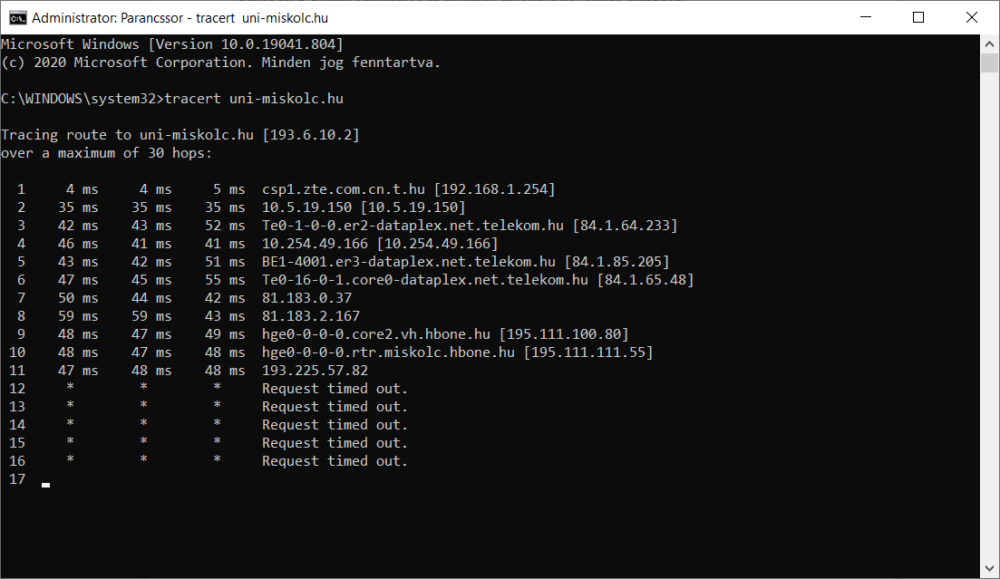 Administrator: Parancssor - tracert  uni-miskolc.hu
Microsoft Windows [Version 10.0.19041.804]
(c) 2020 Microsoft Corporation. Minden jog fenntartva.
C:\WINDOWS\system32>tracert uni-miskolc.hu
Tracing route to uni-miskolc.hu [193.6.10.2]
over a maximum of 30 hops:
  1     4 ms     4 ms     5 ms  csp1.zte.com.cn.t.hu [192.168.1.254]
  2    35 ms    35 ms    35 ms  10.5.19.150 [10.5.19.150]
  3    42 ms    43 ms    52 ms  Te0-1-0-0.er2-dataplex.net.telekom.hu [84.1.64.233]
  4    46 ms    41 ms    41 ms  10.254.49.166 [10.254.49.166]
  5    43 ms    42 ms    51 ms  BE1-4001.er3-dataplex.net.telekom.hu [84.1.85.205]
  6    47 ms    45 ms    55 ms  Te0-16-0-1.core0-dataplex.net.telekom.hu [84.1.65.48]
  7    50 ms    44 ms    42 ms  81.183.0.37
  8    59 ms    59 ms    43 ms  81.183.2.167
  9    48 ms    47 ms    49 ms  hge0-0-0-0.core2.vh.hbone.hu [195.111.100.80]
 10    48 ms    47 ms    48 ms  hge0-0-0-0.rtr.miskolc.hbone.hu [195.111.111.55]
 11    47 ms    48 ms    48 ms  193.225.57.82
 12     *        *        *     Request timed out.
 13     *        *        *     Request timed out.
 14     *        *        *     Request timed out.
 15     *        *        *     Request timed out.
 16     *        *        *     Request timed out.
 17